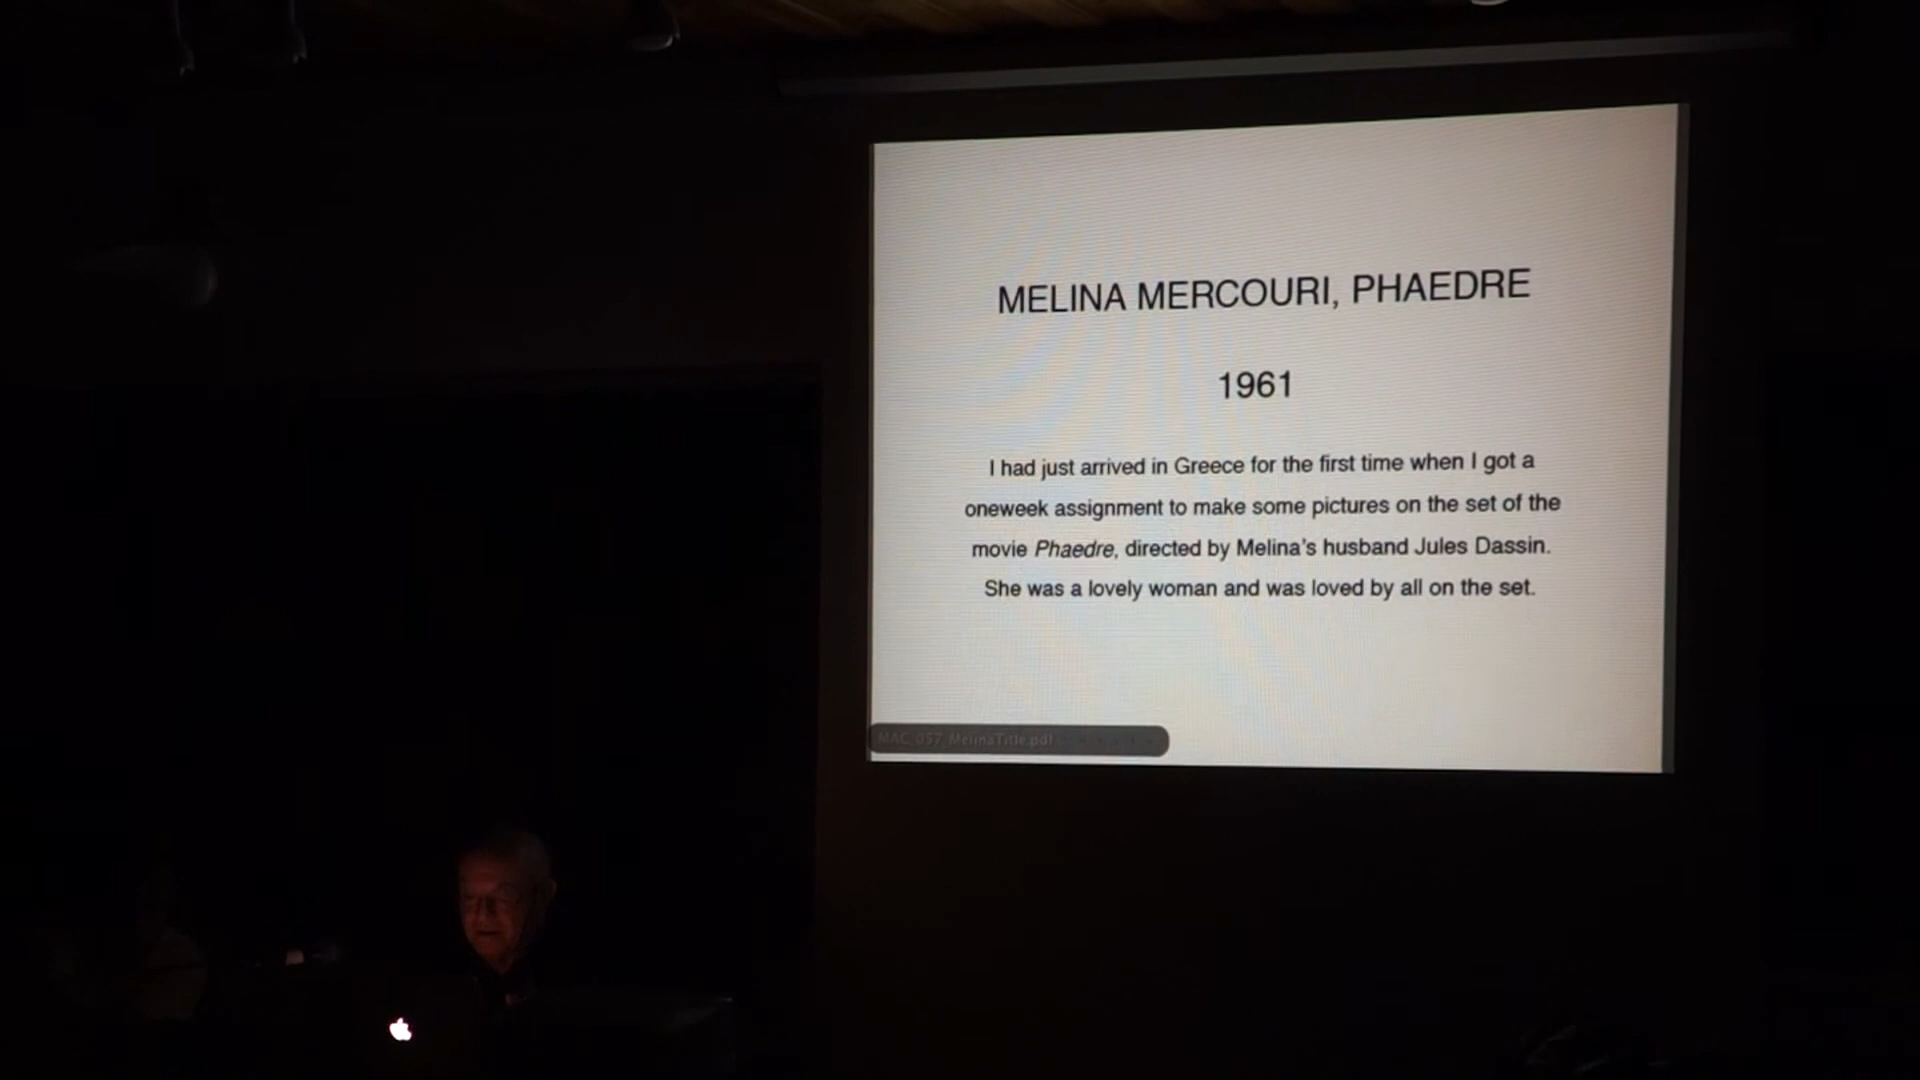 MELINA MERCOURI, PHAEDRE
1961
I had just arrived in Greece for the first time when I got a
oneweek assignment to make some pictures on the set of the
movie Phaedre, directed by Melina's husband Jules Dassin.
She was a lovely woman and was loved by all on the set.
MAC_057_MelinaTitle.pdf